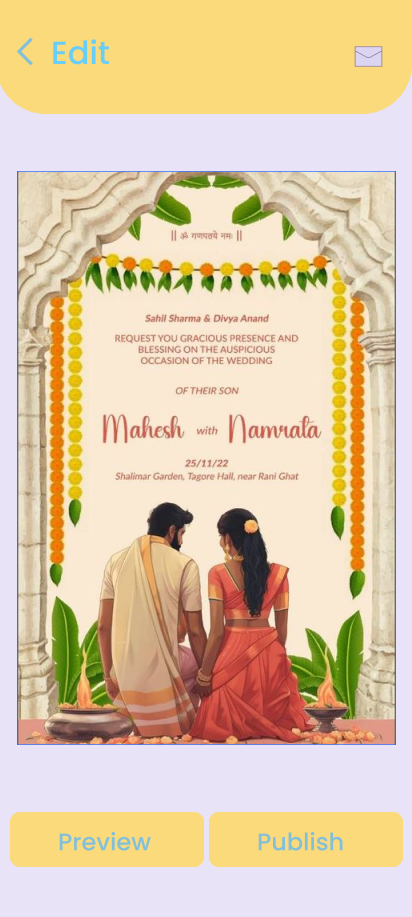 Edit
|| ॐ गणपतये नमः ||
Sahil Sharma & Divya Anand
REQUEST YOU GRACIOUS PRESENCE AND
BLESSING ON THE AUSPICIOUS
OCCASION OF THE WEDDING
OF THEIR SON
Mahesh with Namrata
25/11/22
Shalimar Garden, Tagore Hall, near Rani Ghat
Preview
Publish